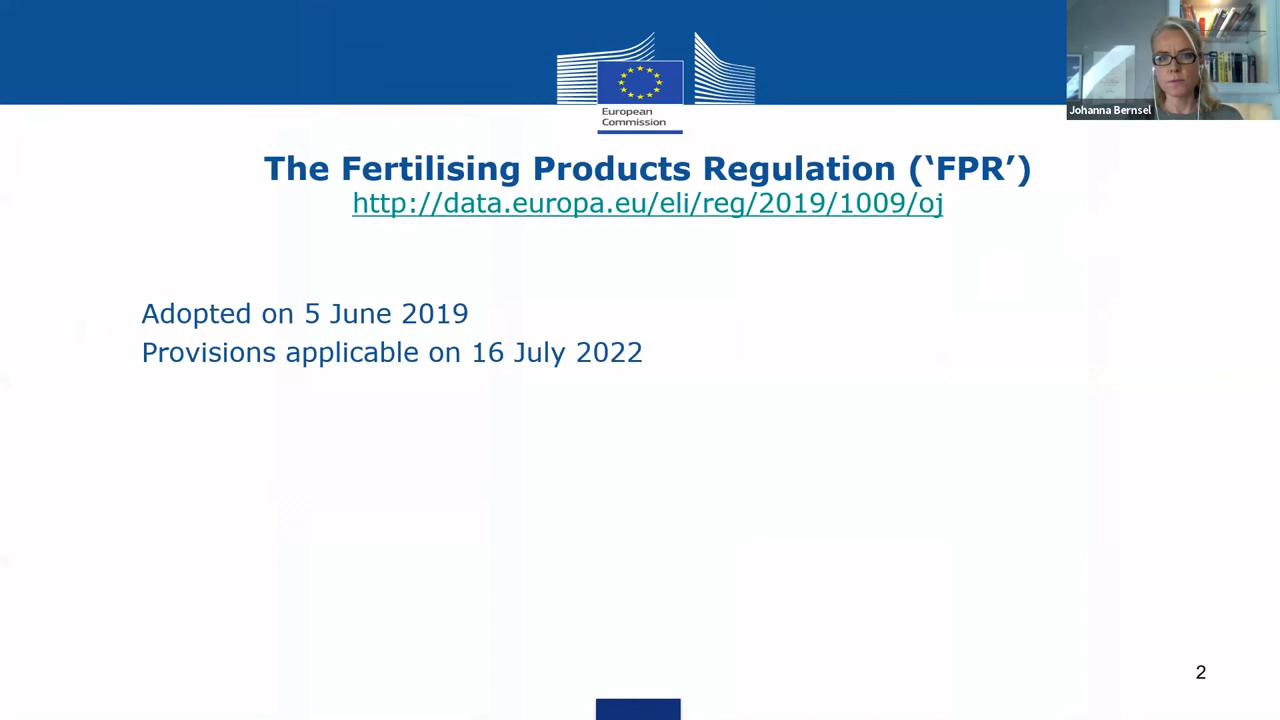 Johanna Bernsel
European
Commission
The Fertilising Products Regulation (‘FPR’)
http://data.europa.eu/eli/reg/2019/1009/oj
Adopted on 5 June 2019
Provisions applicable on 16 July 2022
2